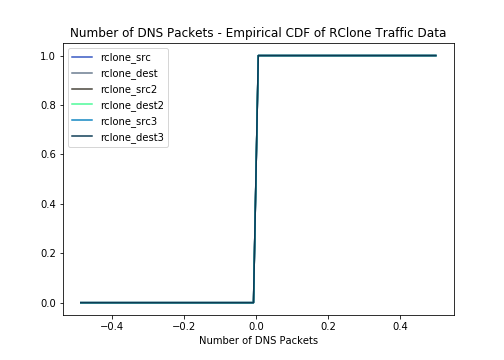 Number of DNS Packets - Empirical CDF of RClone Traffic Data
1.0
0.8
0.6
0.4
0.2
0.0
rclone_src
rclone_dest
rclone_src2
rclone_dest2
rclone_src3
rclone_dest3
−0.4 −0.2 0.0 0.2 0.4
Number of DNS Packets